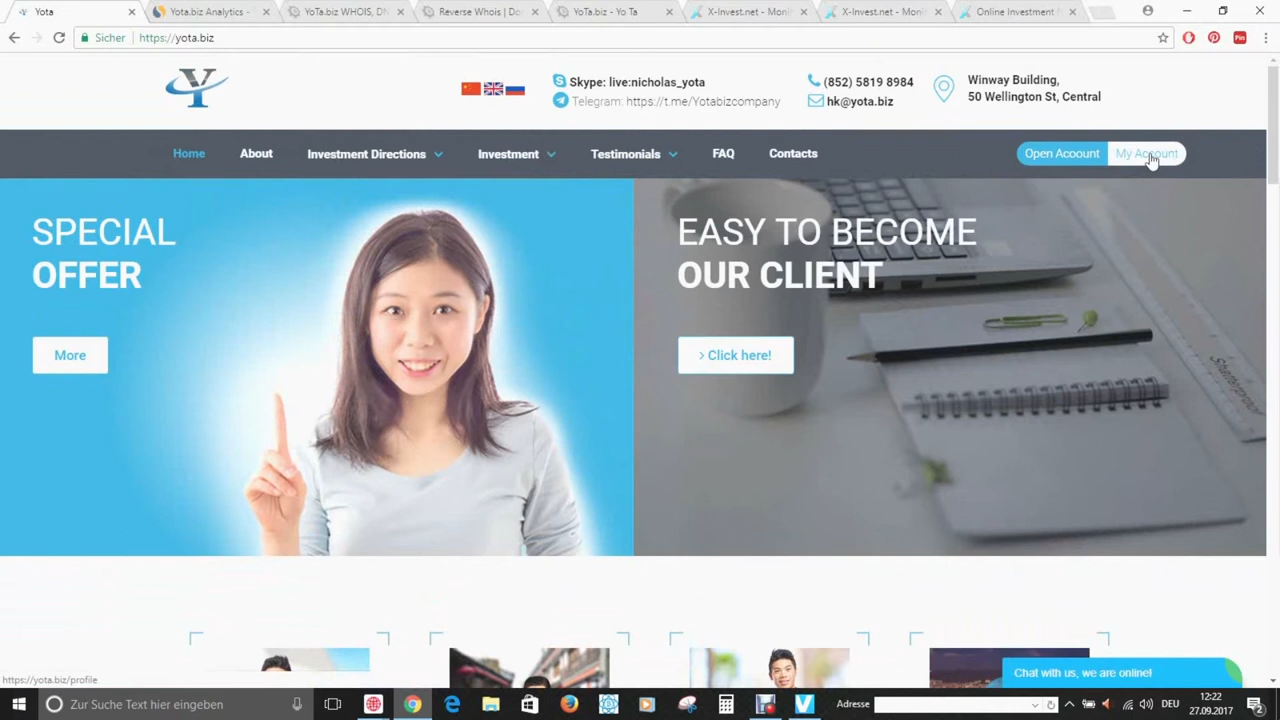 Yota
Yota.biz Analytics -
YoTa.biz WHOIS, DN
Reverse Whois | Do
YoTa.biz - Yo Ta
X-Invest.net - Moni
X-Invest.net - Moni
Online Investment
Sicher
https://yota.biz
Pin
Y
Skype: live:nicholas_yota
Telegram: https://t.me/Yotabizcompany
(852) 5819 8984
hk@yota.biz
Winway Building,
50 Wellington St, Central
Home
About
Investment Directions
Investment
Testimonials
FAQ
Contacts
Open Acoount
My Account
SPECIAL
OFFER
More
EASY TO BECOME
OUR CLIENT
> Click here!
Shatterproof
https://yota.biz/profile
Chat with us, we are online!
Zur Suche Text hier eingeben
Adresse
DEU
12:22
27.09.2017
2